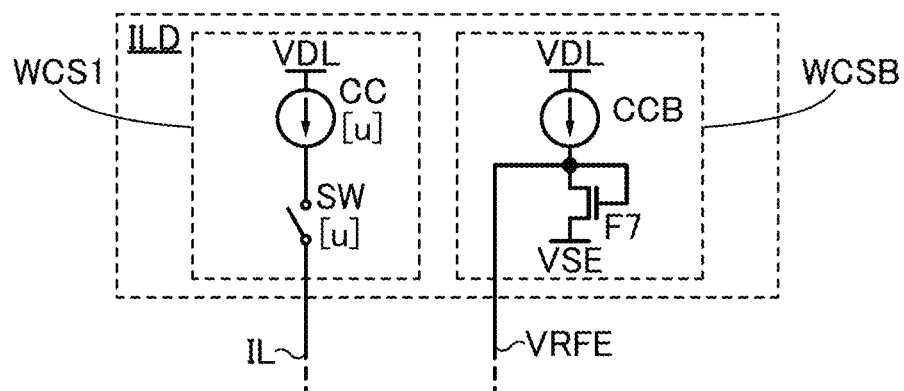 ILD
VDL
VDL
WCS1
WCSB
CC
[u]
CCB
SW
[u]
F7
VSE
IL
VRFE